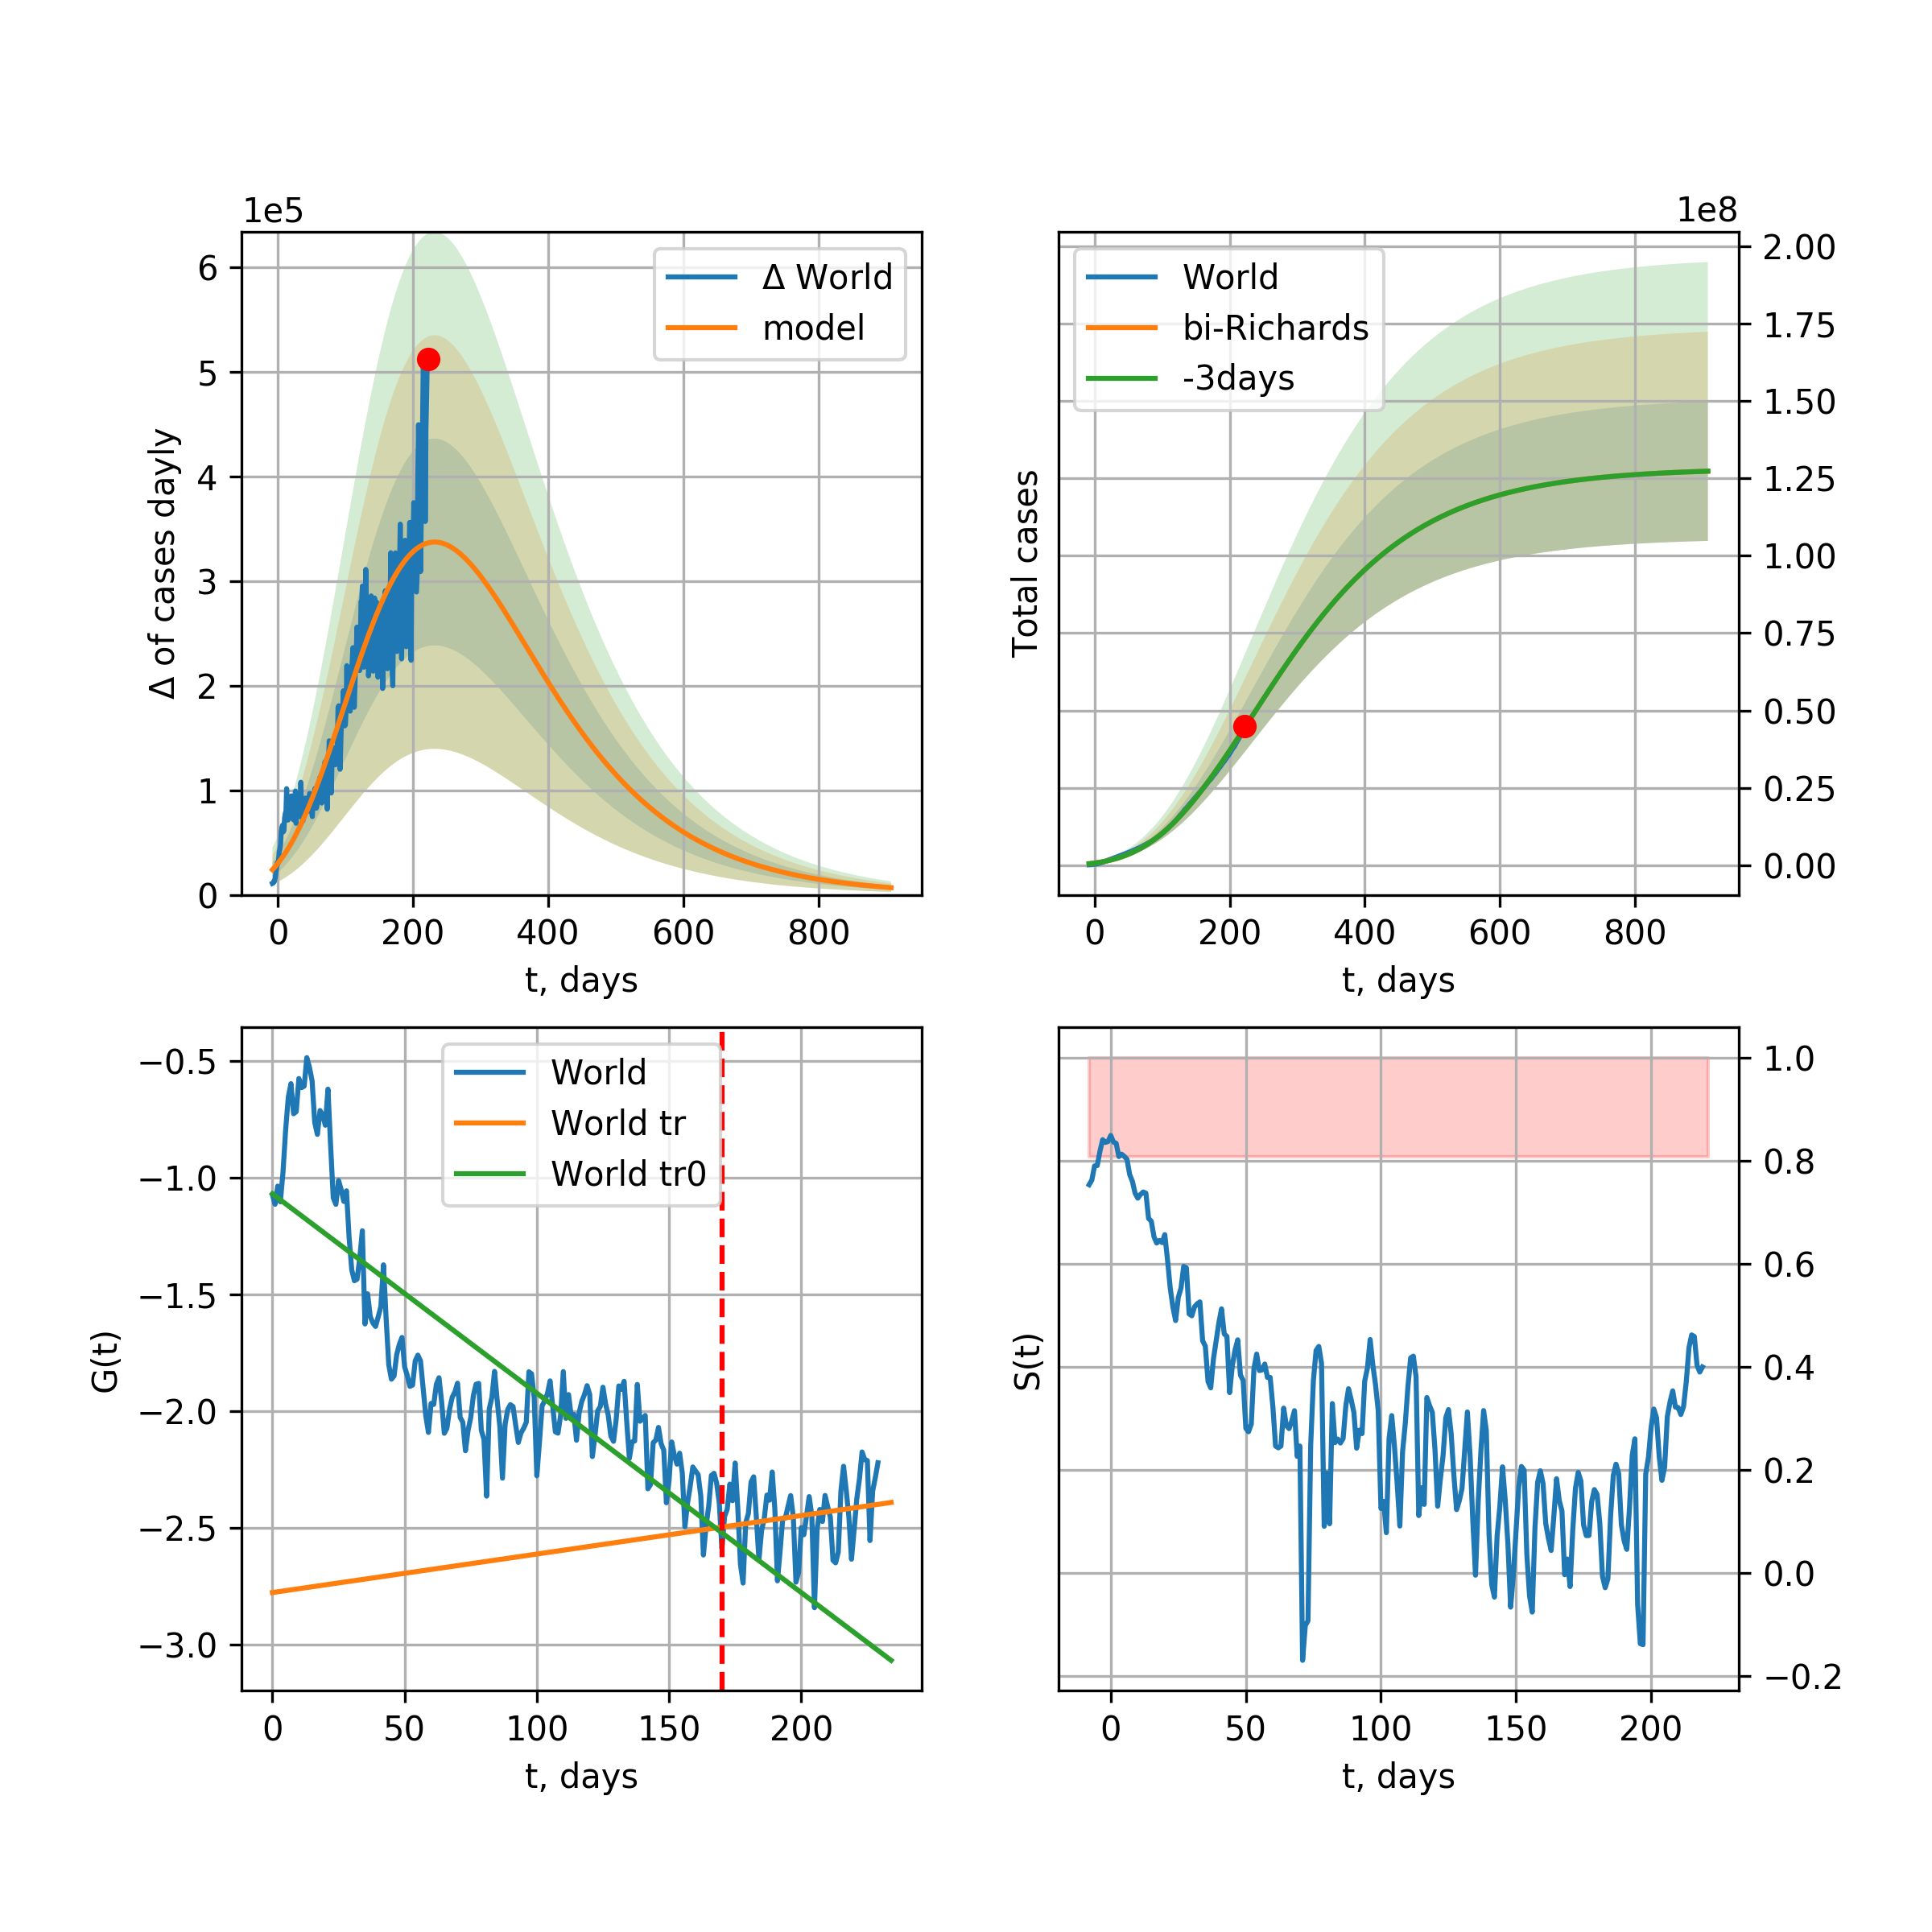 1e5
Δ of cases dayly
6
5
4
3
2
1
0
0 200 400 600 800
t, days
Δ World
model
1e8
Total cases
2.00
1.75
1.50
1.25
1.00
0.75
0.50
0.25
0.00
0 200 400 600 800
t, days
World
bi-Richards
-3days
G(t)
−0.5
−1.0
−1.5
−2.0
−2.5
−3.0
0 50 100 150 200
t, days
World
World tr
World tr0
S(t)
1.0
0.8
0.6
0.4
0.2
0.0
−0.2
0 50 100 150 200
t, days